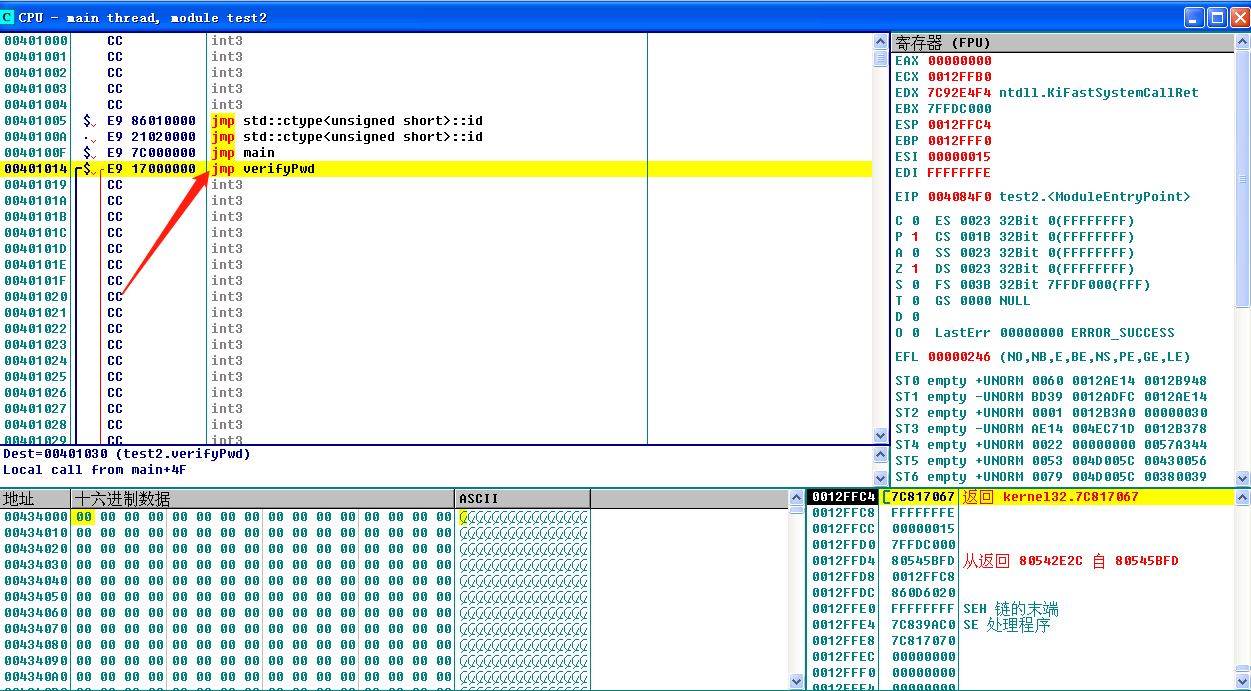 C CPU - main thread, module test2
00401000 CC int3
00401001 CC int3
00401002 CC int3
00401003 CC int3
00401004 CC int3
00401005 $ E9 86010000 jmp std::ctype<unsigned short>::id
0040100A . E9 21020000 jmp std::ctype<unsigned short>::id
0040100F $ E9 7C000000 jmp main
00401014 $ E9 17000000 jmp verifyPwd
00401019 CC int3
0040101A CC int3
0040101B CC int3
0040101C CC int3
0040101D CC int3
0040101E CC int3
0040101F CC int3
00401020 CC int3
00401021 CC int3
00401022 CC int3
00401023 CC int3
00401024 CC int3
00401025 CC int3
00401026 CC int3
00401027 CC int3
00401028 CC int3
00401029 CC int3
Dest=00401030 (test2.verifyPwd)
Local call from main+4F
寄存器 (FPU)
EAX 00000000
ECX 0012FFB0
EDX 7C92E4F4 ntdll.KiFastSystemCallRet
EBX 7FFDC000
ESP 0012FFC4
EBP 0012FFF0
ESI 00000015
EDI FFFFFFFE
EIP 004084F0 test2.<ModuleEntryPoint>
C 0 ES 0023 32Bit 0(FFFFFFFF)
P 1 CS 001B 32Bit 0(FFFFFFFF)
A 0 SS 0023 32Bit 0(FFFFFFFF)
Z 1 DS 0023 32Bit 0(FFFFFFFF)
S 0 FS 003B 32Bit 7FFDF000(FFF)
T 0 GS 0000 NULL
D 0
O 0 LastErr 00000000 ERROR_SUCCESS
EFL 00000246 (NO,NB,E,BE,NS,PE,GE,LE)
ST0 empty +UNORM 0060 0012AE14 0012B948
ST1 empty -UNORM BD39 0012ADFC 0012AE14
ST2 empty +UNORM 0001 0012B3A0 00000030
ST3 empty -UNORM AE14 004EC71D 0012B378
ST4 empty +UNORM 0022 00000000 0057A344
ST5 empty +UNORM 0053 004D005C 00430056
ST6 empty +UNORM 0079 004D005C 00380039
地址 十六进制数据 ASCII
00434000 00 00 00 00 00 00 00 00 00 00 00 00 00 00 00 00
00434010 00 00 00 00 00 00 00 00 00 00 00 00 00 00 00 00
00434020 00 00 00 00 00 00 00 00 00 00 00 00 00 00 00 00
00434030 00 00 00 00 00 00 00 00 00 00 00 00 00 00 00 00
00434040 00 00 00 00 00 00 00 00 00 00 00 00 00 00 00 00
00434050 00 00 00 00 00 00 00 00 00 00 00 00 00 00 00 00
00434060 00 00 00 00 00 00 00 00 00 00 00 00 00 00 00 00
00434070 00 00 00 00 00 00 00 00 00 00 00 00 00 00 00 00
00434080 00 00 00 00 00 00 00 00 00 00 00 00 00 00 00 00
00434090 00 00 00 00 00 00 00 00 00 00 00 00 00 00 00 00
004340A0 00 00 00 00 00 00 00 00 00 00 00 00 00 00 00 00
0012FFC4 7C817067 返回 kernel32.7C817067
0012FFC8 FFFFFFFE
0012FFCC 00000015
0012FFD0 7FFDC000
0012FFD4 80545BFD 从返回 80542E2C 自 80545BFD
0012FFD8 0012FFC8
0012FFDC 860D6020
0012FFE0 FFFFFFFF SEH 链的末端
0012FFE4 7C839AC0 SE 处理程序
0012FFE8 7C817070
0012FFEC 00000000
0012FFF0 00000000
0012FFF4 00000000